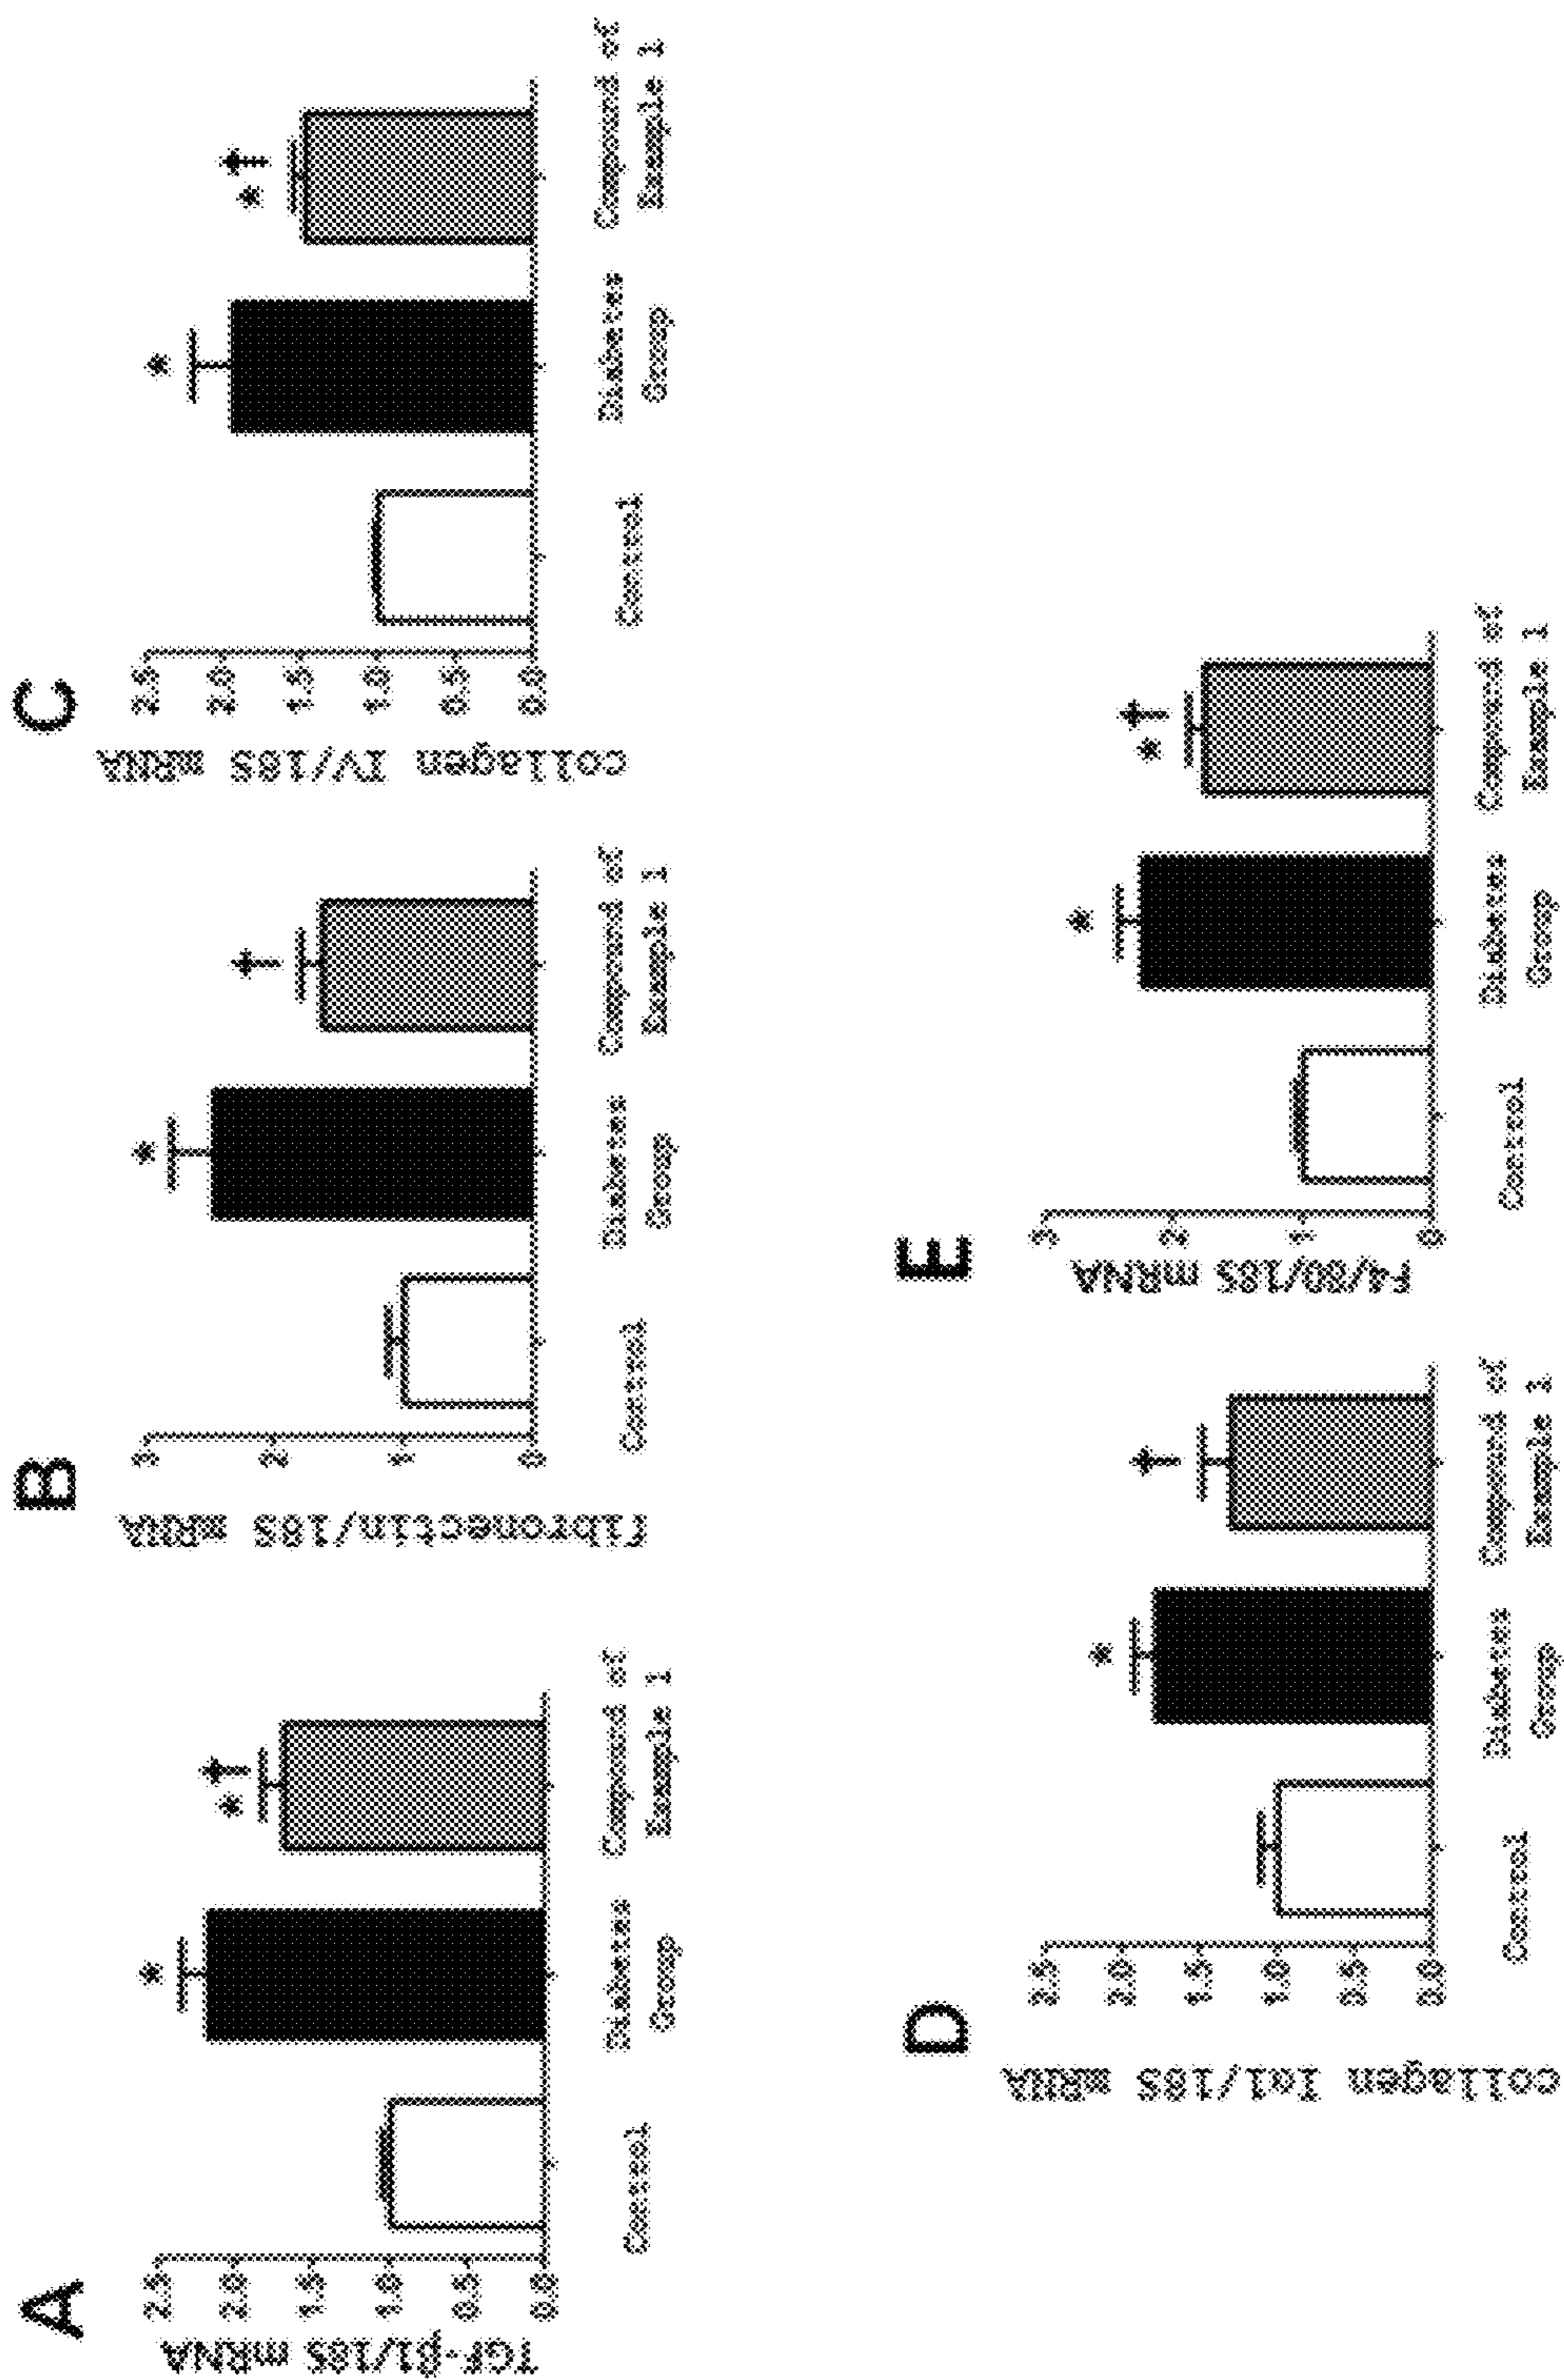 A
TGF-β1/18S mRNA
2.5
2.0
1.5
1.0
0.5
0.0
*
*†
Control
Diabetes
Group
Compound of
Example 1
B
fibronectin/18S mRNA
3
2
1
0
*
†
Control
Diabetes
Group
Compound of
Example 1
C
collagen IV/18S mRNA
2.5
2.0
1.5
1.0
0.5
0.0
*
*†
Control
Diabetes
Group
Compound of
Example 1
D
collagen Iα1/18S mRNA
2.5
2.0
1.5
1.0
0.5
0.0
*
†
Control
Diabetes
Group
Compound of
Example 1
E
F4/80/18S mRNA
3
2
1
0
*
*†
Control
Diabetes
Group
Compound of
Example 1